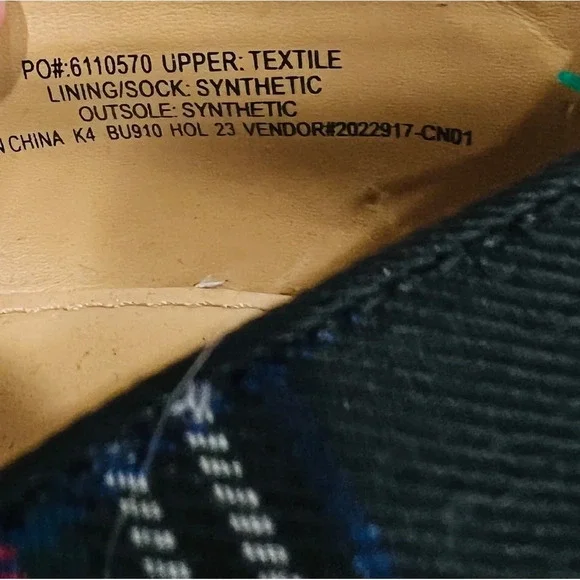 PO#:6110570 UPPER: TEXTILE
LINING/SOCK: SYNTHETIC
OUTSOLE: SYNTHETIC
N CHINA K4 BU910 HOL 23 VENDOR#2022917-CN01